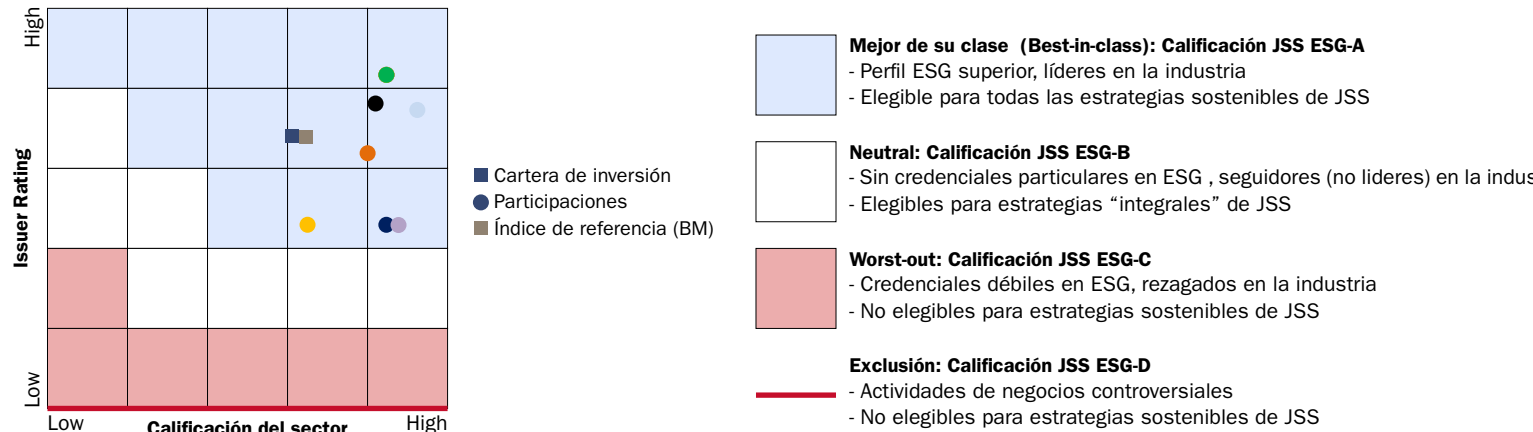 High
Issuer Rating
Low
Low
Calificación del sector
High
Cartera de inversión
Participaciones
Índice de referencia (BM)
Mejor de su clase (Best-in-class): Calificación JSS ESG-A
- Perfil ESG superior, líderes en la industria
- Elegible para todas las estrategias sostenibles de JSS
Neutral: Calificación JSS ESG-B
- Sin credenciales particulares en ESG , seguidores (no lideres) en la
- Elegibles para estrategias “integrales” de JSS
Worst-out: Calificación JSS ESG-C
- Credenciales débiles en ESG, rezagados en la industria
- No elegibles para estrategias sostenibles de JSS
Exclusión: Calificación JSS ESG-D
- Actividades de negocios controversiales
- No elegibles para estrategias sostenibles de JSS